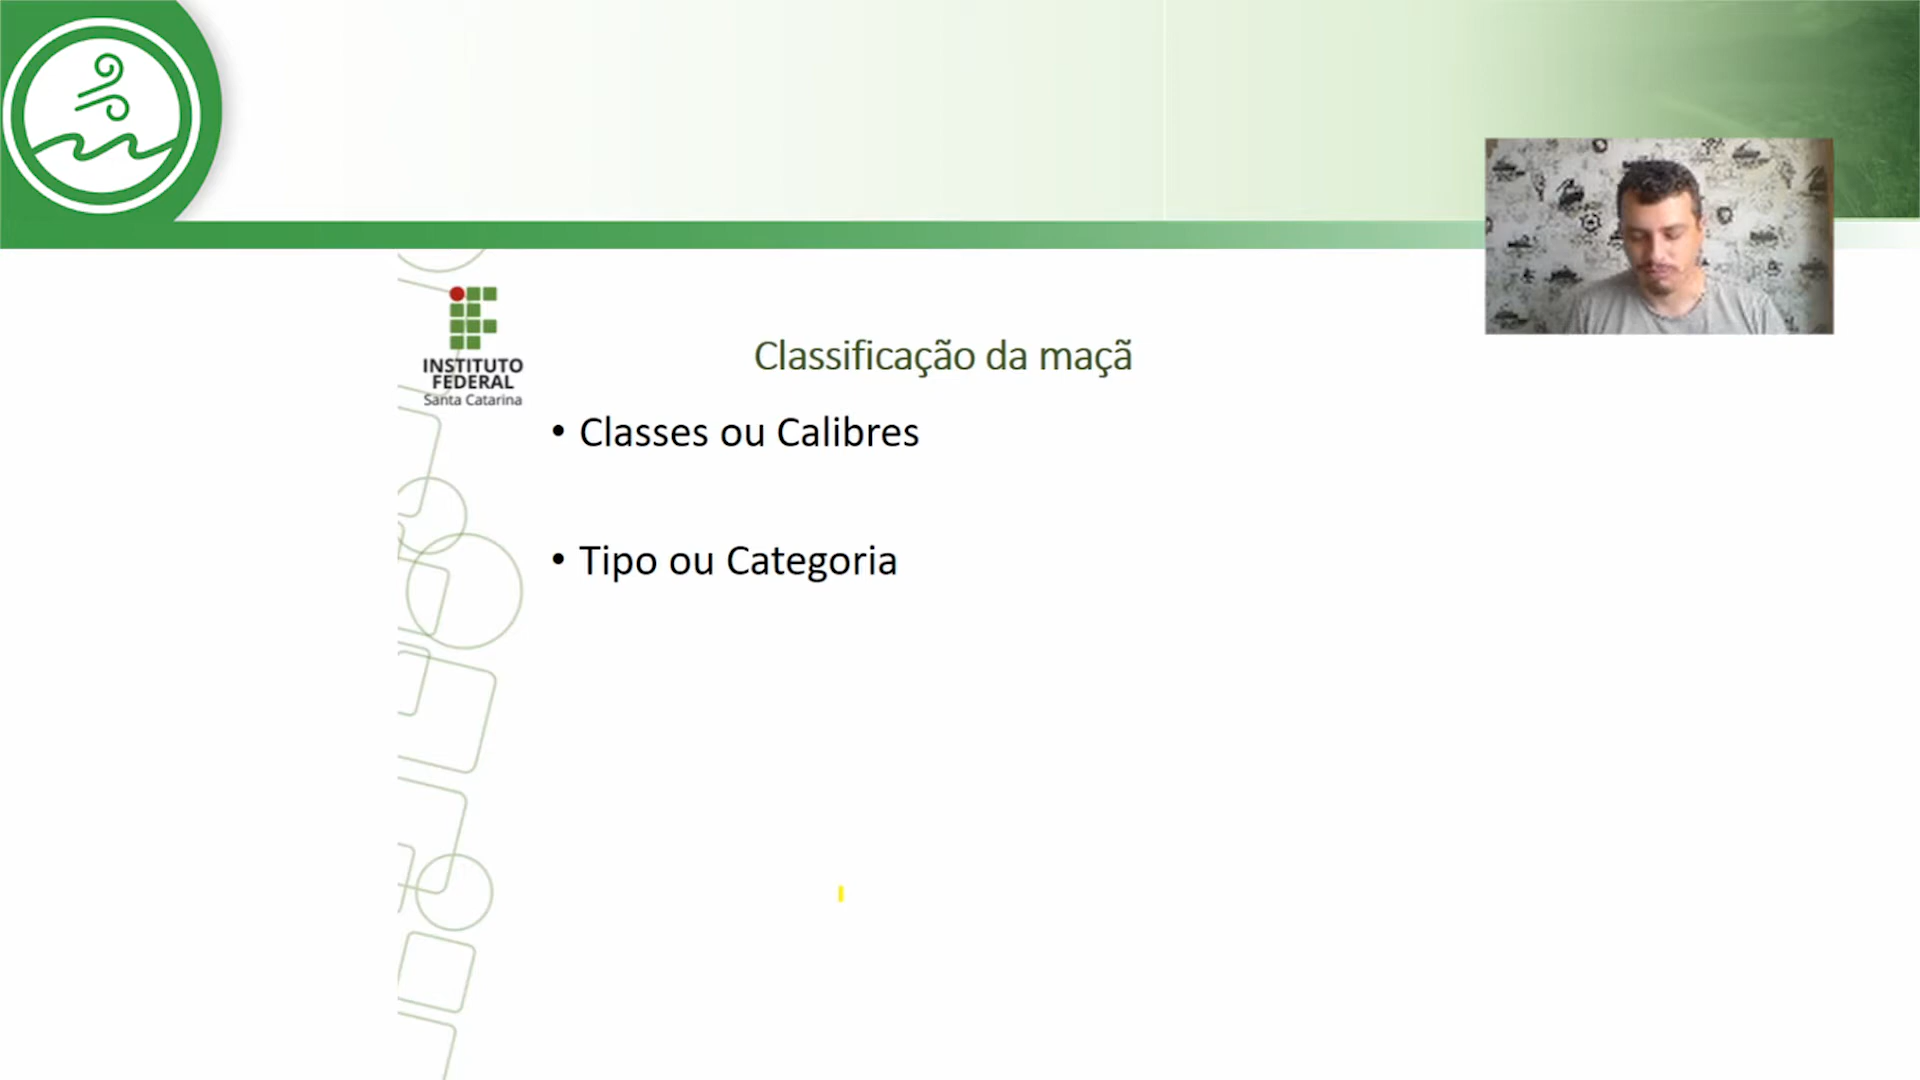 INSTITUTO
FEDERAL
Santa Catarina
Classificação da maçã
• Classes ou Calibres
• Tipo ou Categoria